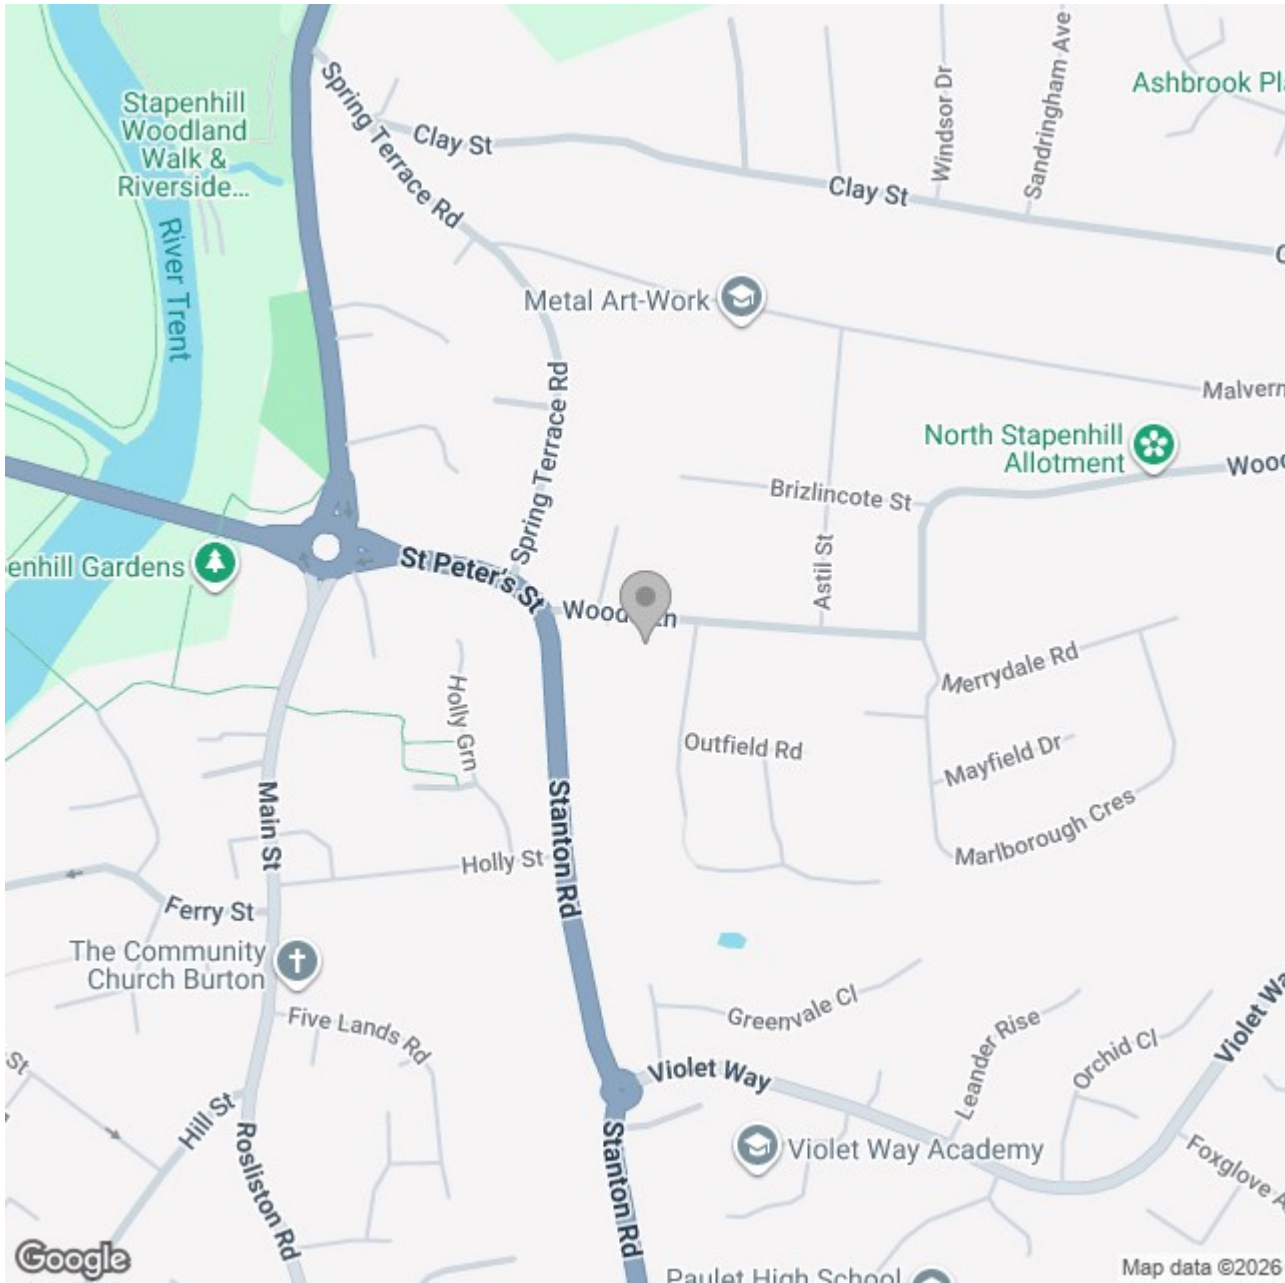 Stapenhill
Woodland
Walk &
Riverside...
Spring Terrace Rd
Clay St
Windsor Dr
Sandringham Ave
Ashbrook Pl
Clay St
River Trent
Metal Art-Work
Malvern
North Stapenhill
Allotment
Brizlincote St
Spring Terrace Rd
Astil St
enhill Gardens
St Peter's St
Merrydale Rd
Holly Grn
Outfield Rd
Mayfield Dr
Main St
Marlborough Cres
Stanton Rd
Holly St
Ferry St
The Community
Church Burton
Five Lands Rd
Greenvale Cl
Leander Rise
Orchid Cl
Violet Wa
St
Violet Way
Hill St
Rosliston Rd
Stanton Rd
Violet Way Academy
Foxglove A
Google
Paulet High School
Map data ©2026